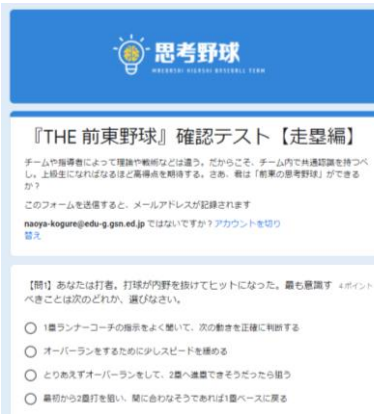 思考野球
MAEBASHI HIGASHI BASEBALL TEAM
『THE 前東野球』確認テスト【走塁編】
チームや指導者によって理論や戦術などは違う。だからこそ、チーム内で共通認識を持つべ
し。上級生になればなるほど高得点を期待する。さあ、君は「前東の思考野球」ができる
か？
このフォームを送信すると、メールアドレスが記録されます
naoya-kogure@edu-g.gsn.ed.jp ではないですか？アカウントを切り
替え
【問1】あなたは打者。打球が内野を抜けてヒットになった。最も意識す 4ポイント
べきことは次のどれか、選びなさい。
1塁ランナーコーチの指示をよく聞いて、次の動きを正確に判断する
オーバーランをするために少しスピードを緩める
とりあえずオーバーランをして、2塁へ進塁できそうだったら狙う
最初から2塁打を狙い、間に合わなそうであれば1塁ベースに戻る